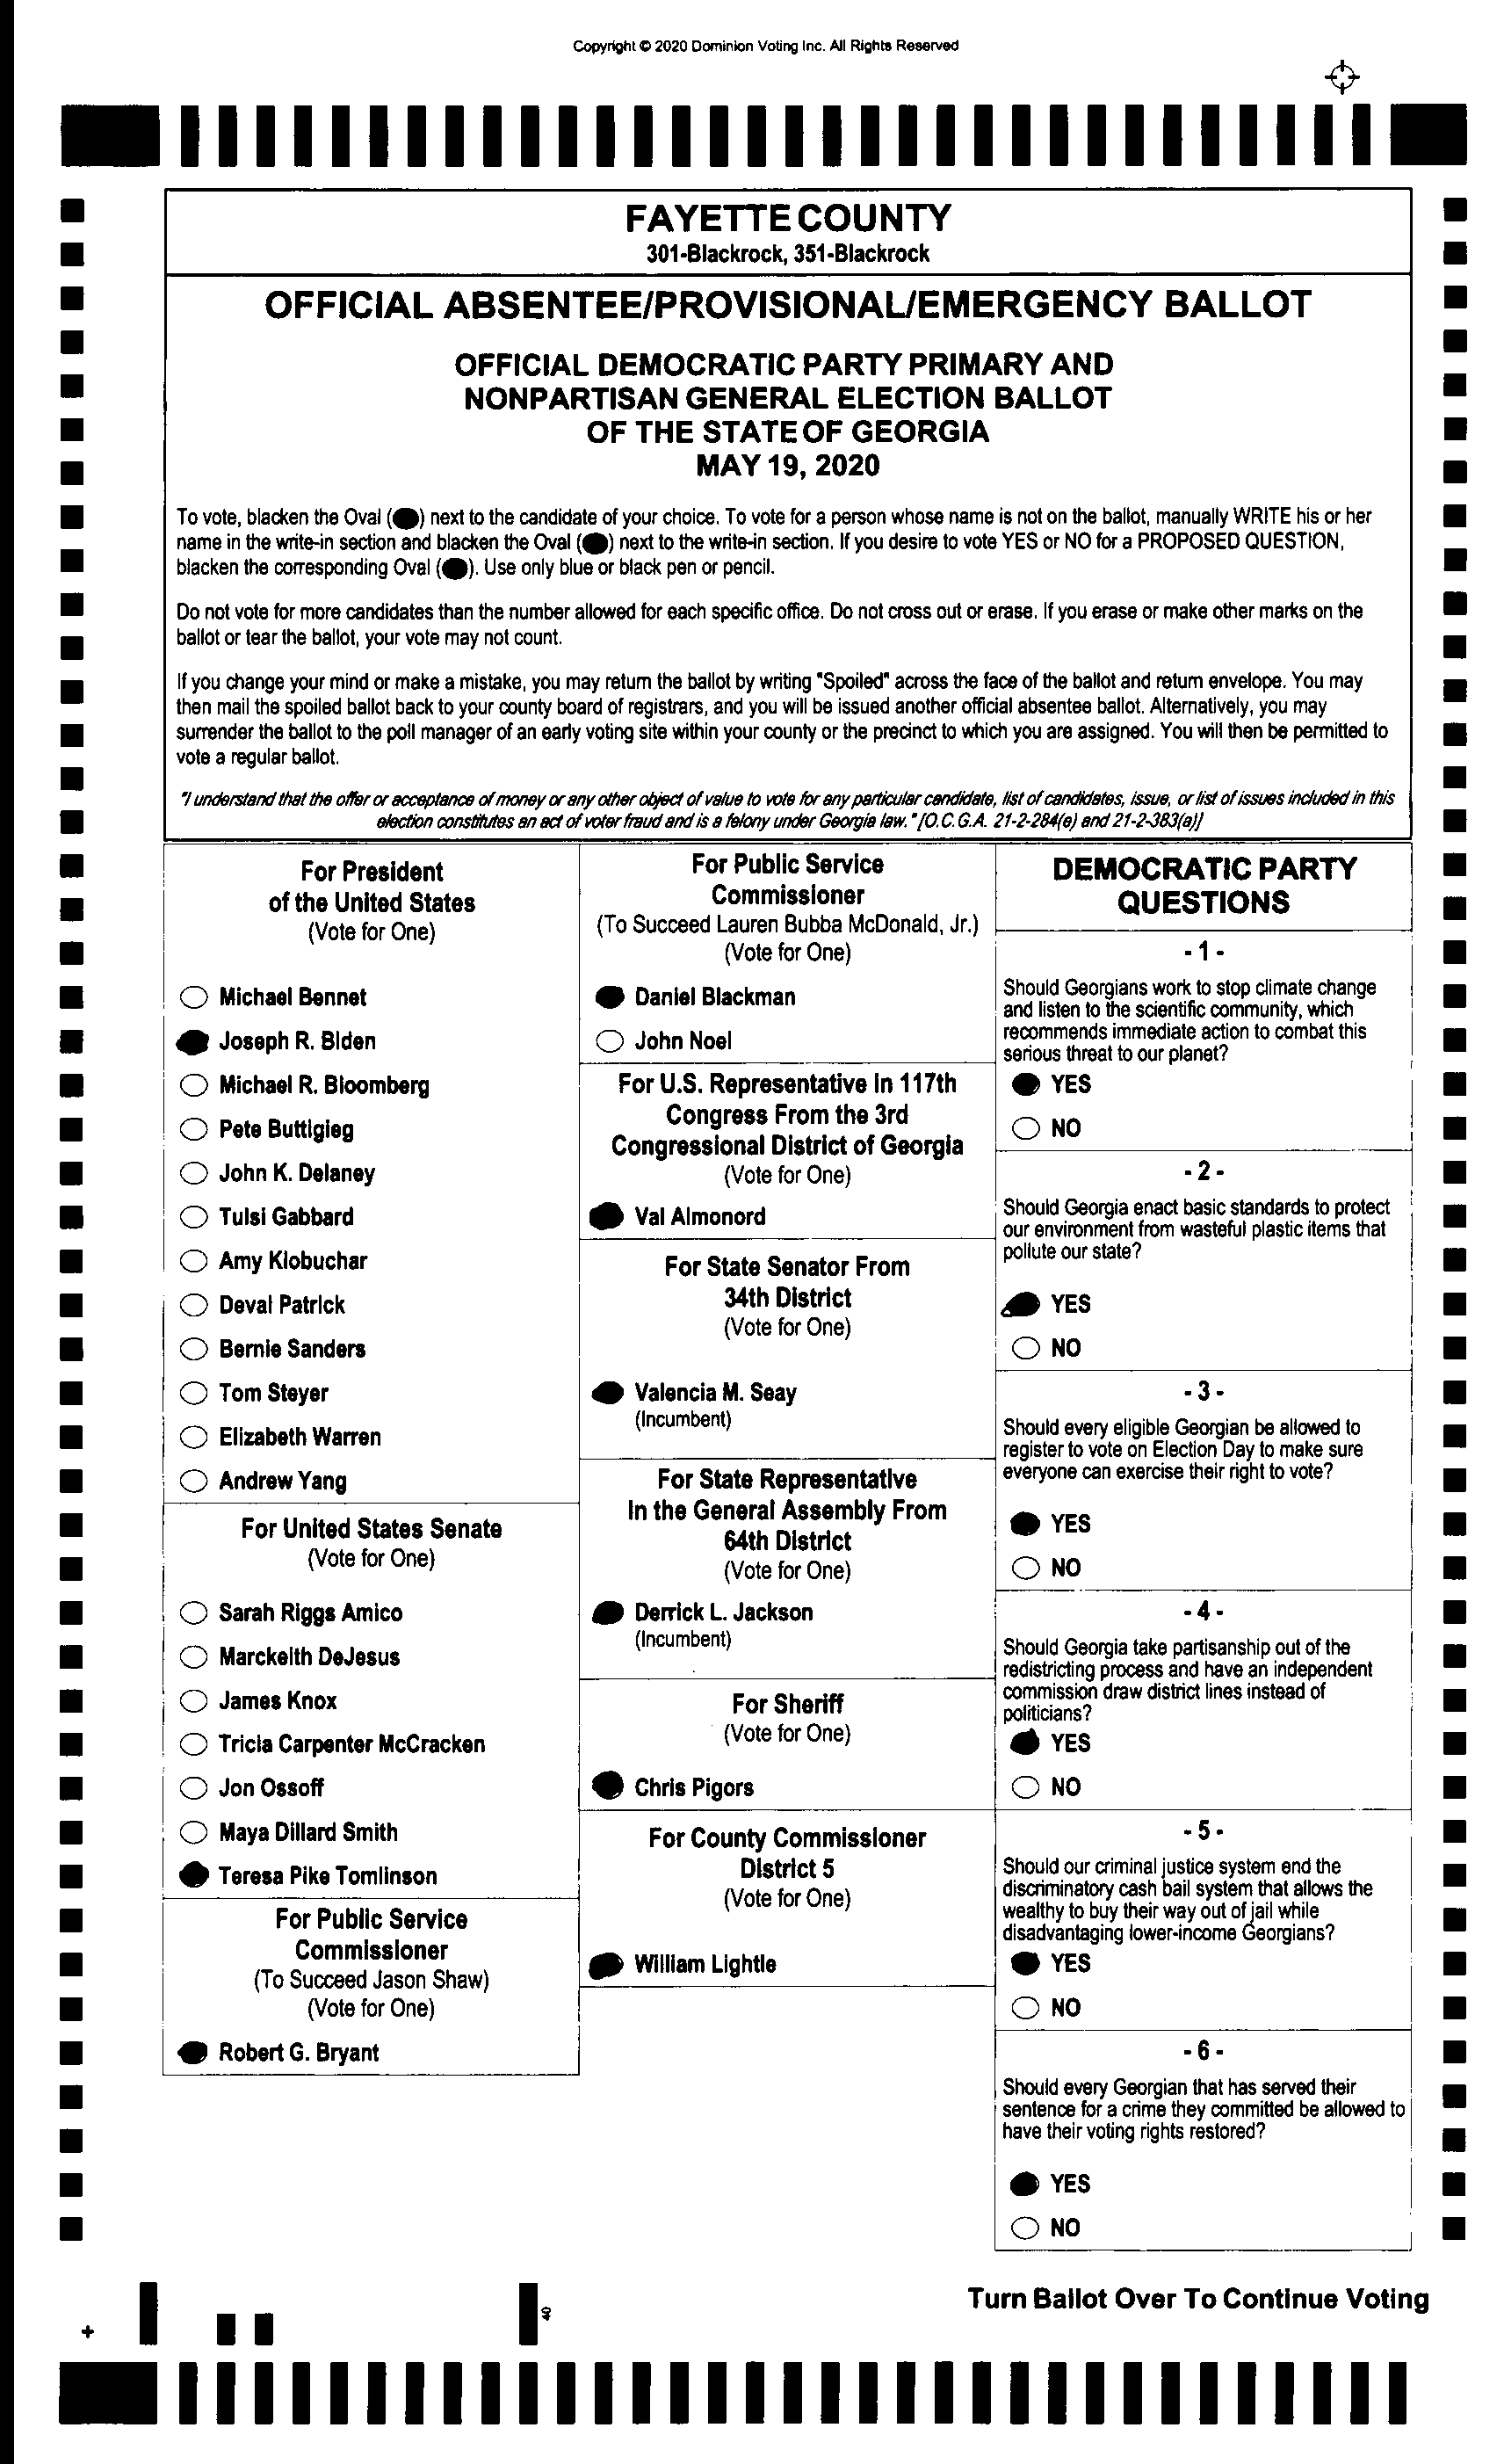 Copyright © 2020 Dominion Voting Inc. All Rights Reserved
FAYETTE COUNTY
301-Blackrock, 351-Blackrock
OFFICIAL ABSENTEE/PROVISIONAL/EMERGENCY BALLOT
OFFICIAL DEMOCRATIC PARTY PRIMARY AND
NONPARTISAN GENERAL ELECTION BALLOT
OF THE STATE OF GEORGIA
MAY 19, 2020
To vote, blacken the Oval ( ) next to the candidate of your choice. To vote for a person whose name is not on the ballot, manually WRITE his or her
name in the write-in section and blacken the Oval ( ) next to the write-in section. If you desire to vote YES or NO for a PROPOSED QUESTION,
blacken the corresponding Oval ( ). Use only blue or black pen or pencil.
Do not vote for more candidates than the number allowed for each specific office. Do not cross out or erase. If you erase or make other marks on the
ballot or tear the ballot, your vote may not count.
If you change your mind or make a mistake, you may return the ballot by writing "Spoiled" across the face of the ballot and return envelope. You may
then mail the spoiled ballot back to your county board of registrars, and you will be issued another official absentee ballot. Alternatively, you may
surrender the ballot to the poll manager of an early voting site within your county or the precinct to which you are assigned. You will then be permitted to
vote a regular ballot.
"I understand that the offer or acceptance of money or any other object of value to vote for any particular candidate, list of candidates, issue, or list of issues included in this
election constitutes an act of voter fraud and is a felony under Georgia law." [O.C.G.A. 21-2-284(e) and 21-2-383(a)]
For President
of the United States
(Vote for One)
Michael Bennet
Joseph R. Biden
Michael R. Bloomberg
Pete Buttigieg
John K. Delaney
Tulsi Gabbard
Amy Klobuchar
Deval Patrick
Bernie Sanders
Tom Steyer
Elizabeth Warren
Andrew Yang
For United States Senate
(Vote for One)
Sarah Riggs Amico
Marckeith DeJesus
James Knox
Tricia Carpenter McCracken
Jon Ossoff
Maya Dillard Smith
Teresa Pike Tomlinson
For Public Service
Commissioner
(To Succeed Jason Shaw)
(Vote for One)
Robert G. Bryant
For Public Service
Commissioner
(To Succeed Lauren Bubba McDonald, Jr.)
(Vote for One)
Daniel Blackman
John Noel
For U.S. Representative In 117th
Congress From the 3rd
Congressional District of Georgia
(Vote for One)
Val Almonord
For State Senator From
34th District
(Vote for One)
Valencia M. Seay
(Incumbent)
For State Representative
In the General Assembly From
64th District
(Vote for One)
Derrick L. Jackson
(Incumbent)
For Sheriff
(Vote for One)
Chris Pigors
For County Commissioner
District 5
(Vote for One)
William Lightle
DEMOCRATIC PARTY
QUESTIONS
- 1 -
Should Georgians work to stop climate change
and listen to the scientific community, which
recommends immediate action to combat this
serious threat to our planet?
YES
NO
- 2 -
Should Georgia enact basic standards to protect
our environment from wasteful plastic items that
pollute our state?
YES
NO
- 3 -
Should every eligible Georgian be allowed to
register to vote on Election Day to make sure
everyone can exercise their right to vote?
YES
NO
- 4 -
Should Georgia take partisanship out of the
redistricting process and have an independent
commission draw district lines instead of
politicians?
YES
NO
- 5 -
Should our criminal justice system end the
discriminatory cash bail system that allows the
wealthy to buy their way out of jail while
disadvantaging lower-income Georgians?
YES
NO
- 6 -
Should every Georgian that has served their
sentence for a crime they committed be allowed to
have their voting rights restored?
YES
NO
Turn Ballot Over To Continue Voting